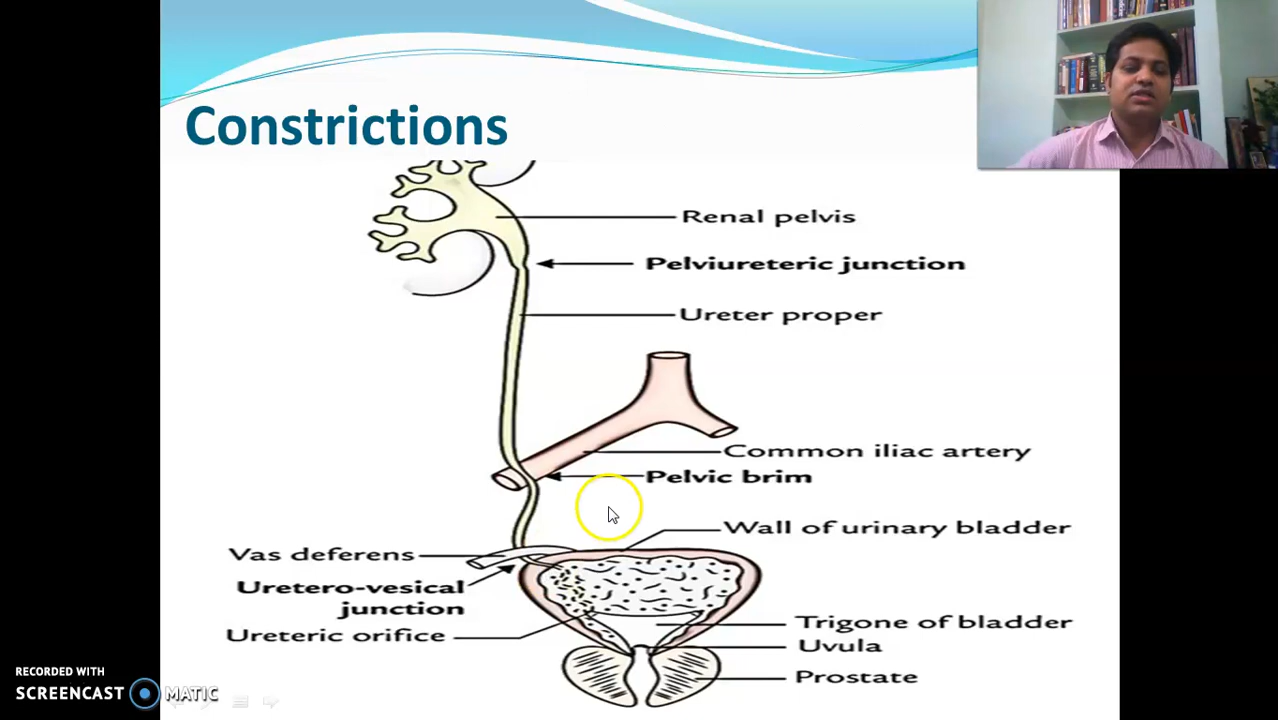 Constrictions
Renal pelvis
Pelviureteric junction
Ureter proper
Common iliac artery
Pelvic brim
Wall of urinary bladder
Vas deferens
Uretero-vesical
junction
Ureteric orifice
Trigone of bladder
Uvula
Prostate
RECORDED WITH
SCREENCAST MATIC